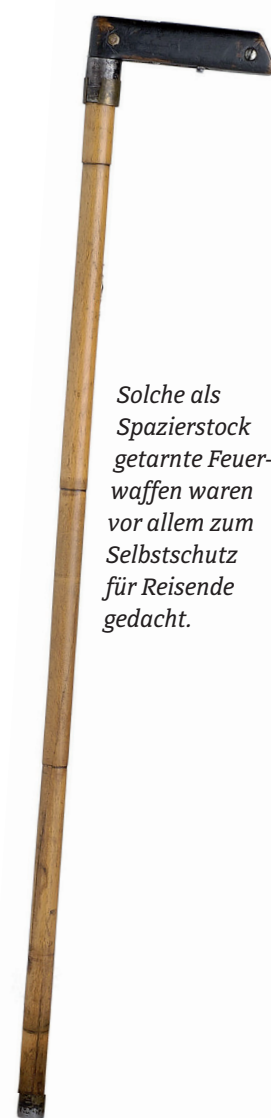 Solche als
Spazierstock
getarnte Feuer-
waffen waren
vor allem zum
Selbstschutz
für Reisende
gedacht.